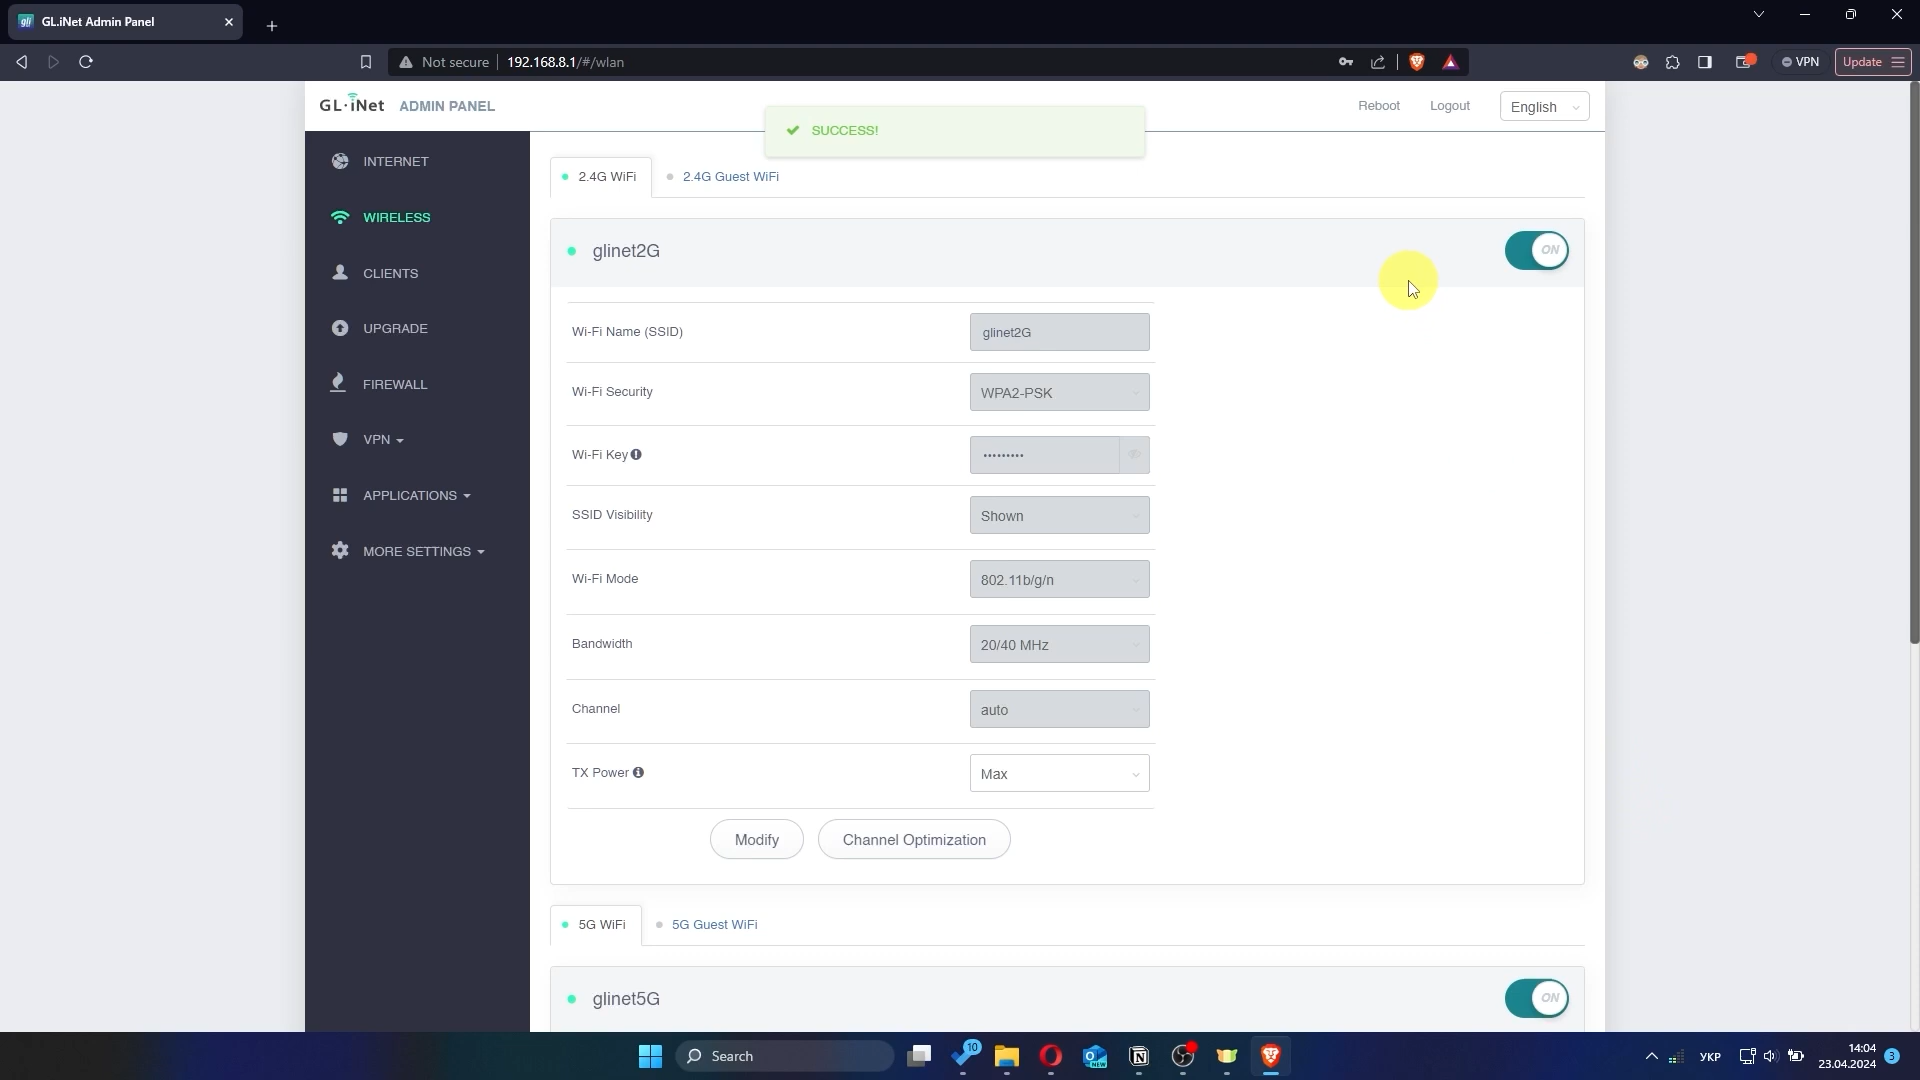 GL.iNet Admin Panel
Not secure
192.168.8.1/#/wlan
VPN
Update
GL·iNet ADMIN PANEL
Reboot
Logout
English
SUCCESS!
INTERNET
WIRELESS
CLIENTS
UPGRADE
FIREWALL
VPN
APPLICATIONS
MORE SETTINGS
2.4G WiFi
2.4G Guest WiFi
glinet2G
ON
Wi-Fi Name (SSID)
glinet2G
Wi-Fi Security
WPA2-PSK
Wi-Fi Key
•••••••••
SSID Visibility
Shown
Wi-Fi Mode
802.11b/g/n
Bandwidth
20/40 MHz
Channel
auto
TX Power
Max
Modify
Channel Optimization
5G WiFi
5G Guest WiFi
glinet5G
ON
Search
10
NEW
УКР
14:04
23.04.2024
3